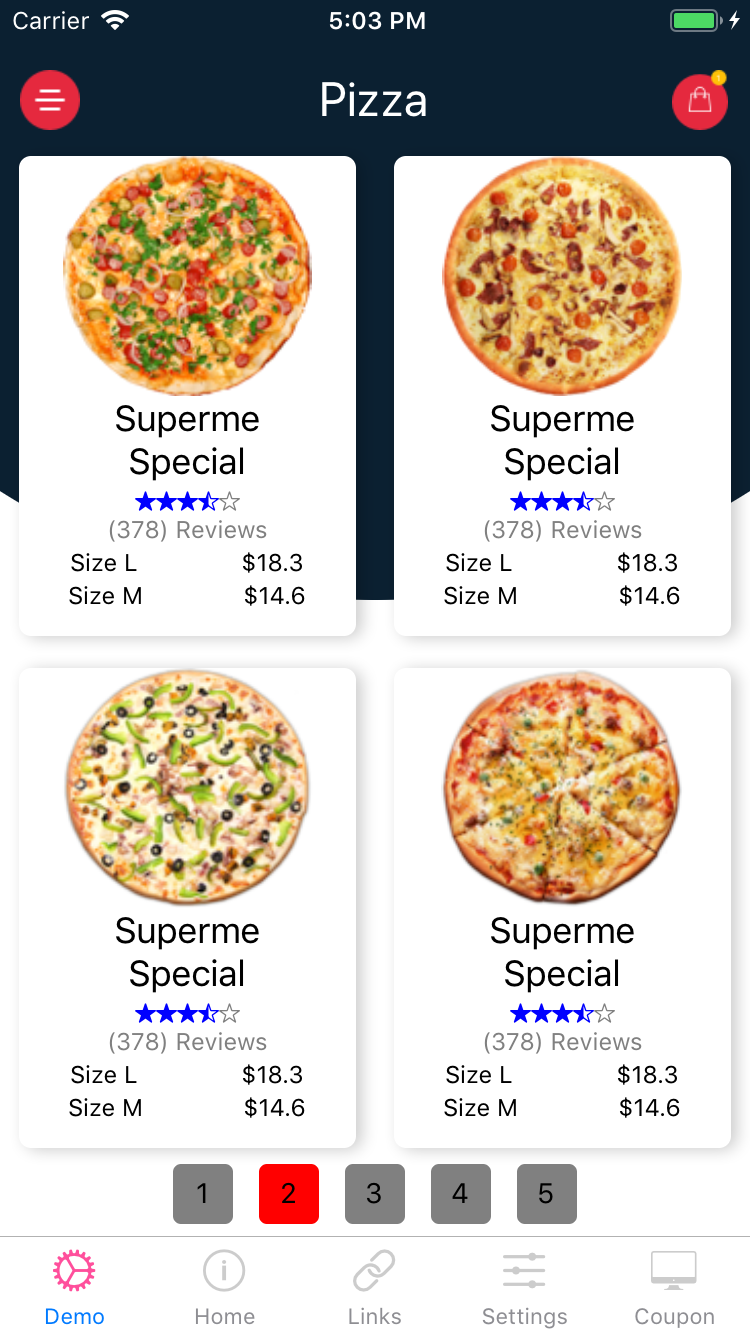 Carrier 5:03 PM
Pizza
1
Superme
Special
(378) Reviews
Size L $18.3
Size M $14.6
Superme
Special
(378) Reviews
Size L $18.3
Size M $14.6
Superme
Special
(378) Reviews
Size L $18.3
Size M $14.6
Superme
Special
(378) Reviews
Size L $18.3
Size M $14.6
1 2 3 4 5
Demo Home Links Settings Coupon